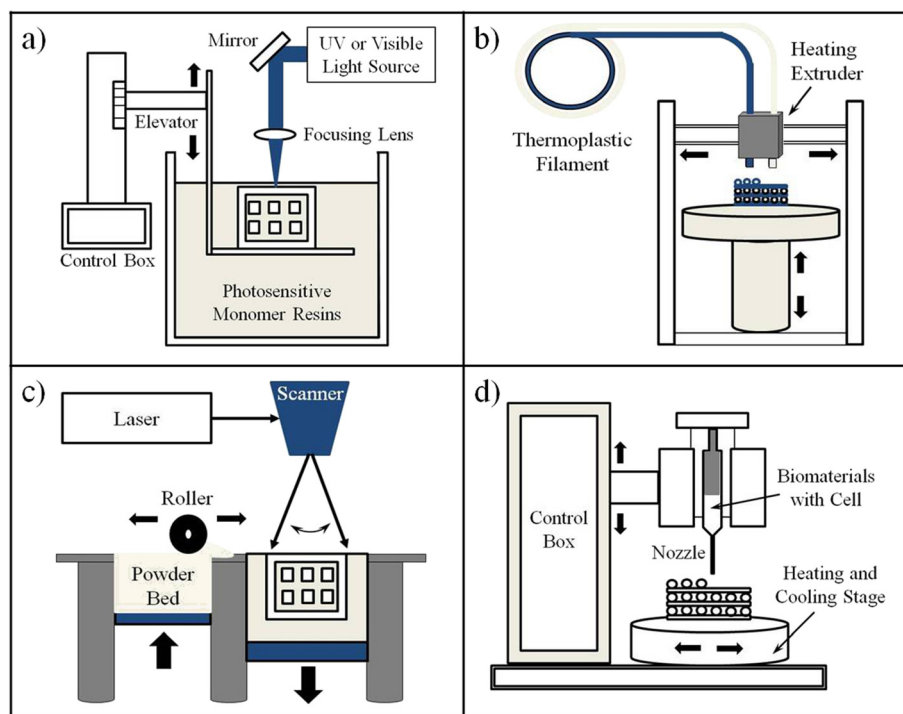 a)
Mirror
UV or Visible
Light Source
Elevator
Focusing Lens
Control Box
Photosensitive
Monomer Resins
b)
Heating
Extruder
Thermoplastic
Filament
c)
Scanner
Laser
Roller
Powder
Bed
d)
Biomaterials
with Cell
Control
Box
Nozzle
Heating and
Cooling Stage